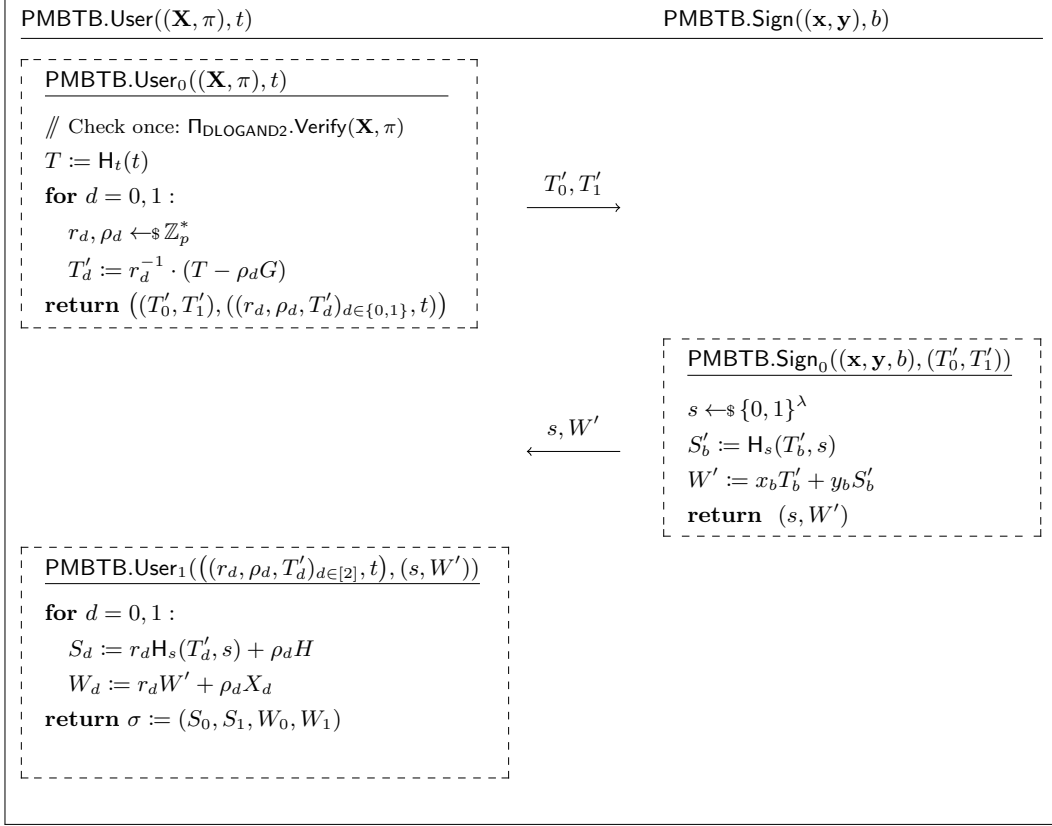 PMBTB.User((𝐗, π), t) PMBTB.Sign((𝐱, 𝐲), b)
PMBTB.User₀((𝐗, π), t)
// Check once: Π_DLOGAND2.Verify(𝐗, π)
T := H_t(t)
for d = 0, 1 :
r_d, ρ_d ←$ ℤ_p^*
T′_d := r_d^{-1} · (T − ρ_d G)
return ((T′_0, T′_1), ((r_d, ρ_d, T′_d)_{d∈{0,1}}, t))
T′_0, T′_1
PMBTB.Sign₀((𝐱, 𝐲, b), (T′_0, T′_1))
s ←$ {0, 1}^λ
S′_b := H_s(T′_b, s)
W′ := x_b T′_b + y_b S′_b
return (s, W′)
s, W′
PMBTB.User₁(((r_d, ρ_d, T′_d)_{d∈[2]}, t), (s, W′))
for d = 0, 1 :
S_d := r_d H_s(T′_d, s) + ρ_d H
W_d := r_d W′ + ρ_d X_d
return σ := (S_0, S_1, W_0, W_1)